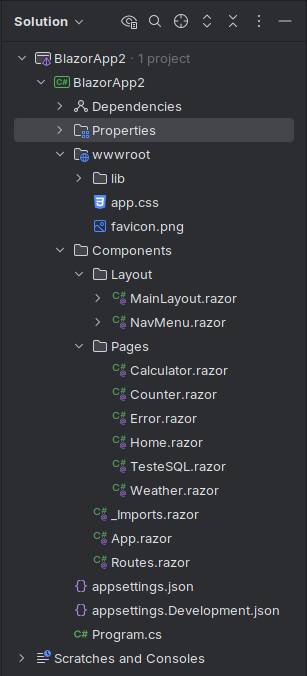 Solution
BlazorApp2 · 1 project
C# BlazorApp2
Dependencies
Properties
wwwroot
lib
app.css
favicon.png
Components
Layout
C# MainLayout.razor
C# NavMenu.razor
Pages
C# Calculator.razor
C# Counter.razor
C# Error.razor
C# Home.razor
C# TesteSQL.razor
C# Weather.razor
C# _Imports.razor
C# App.razor
C# Routes.razor
{} appsettings.json
{} appsettings.Development.json
C# Program.cs
Scratches and Consoles